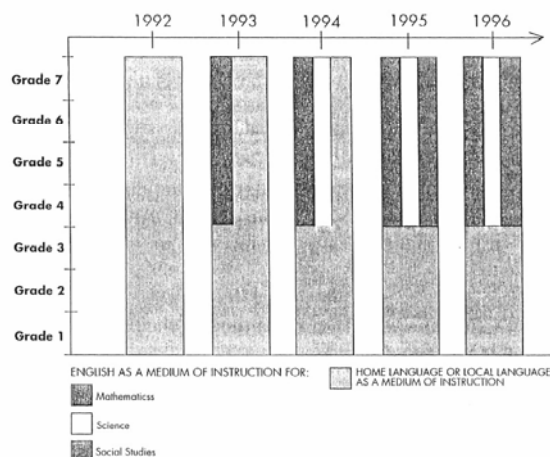 1992 1993 1994 1995 1996
Grade 7
Grade 6
Grade 5
Grade 4
Grade 3
Grade 2
Grade 1
ENGLISH AS A MEDIUM OF INSTRUCTION FOR:
Mathematicss
Science
Social Studies
HOME LANGUAGE OR LOCAL LANGUAGE
AS A MEDIUM OF INSTRUCTION